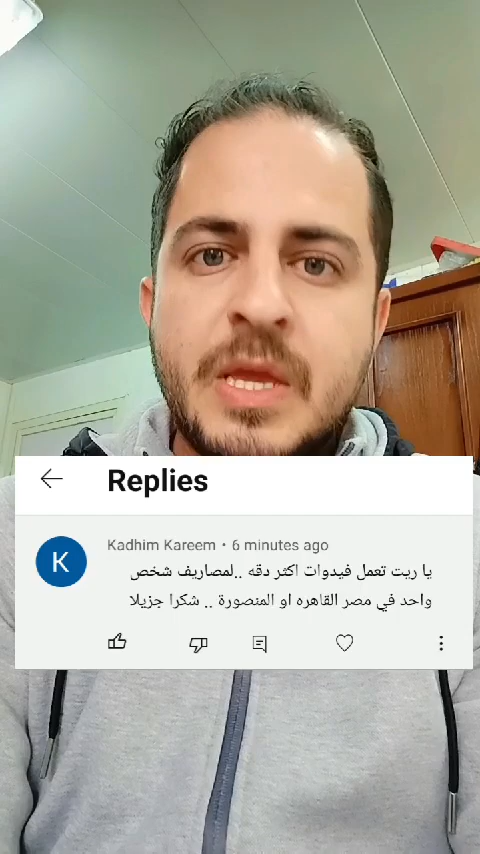 Replies
Kadhim Kareem • 6 minutes ago
يا ريت تعمل فيدوات اكثر دقه ..لمصاريف شخص
واحد في مصر القاهره او المنصورة .. شكرا جزيلا
K